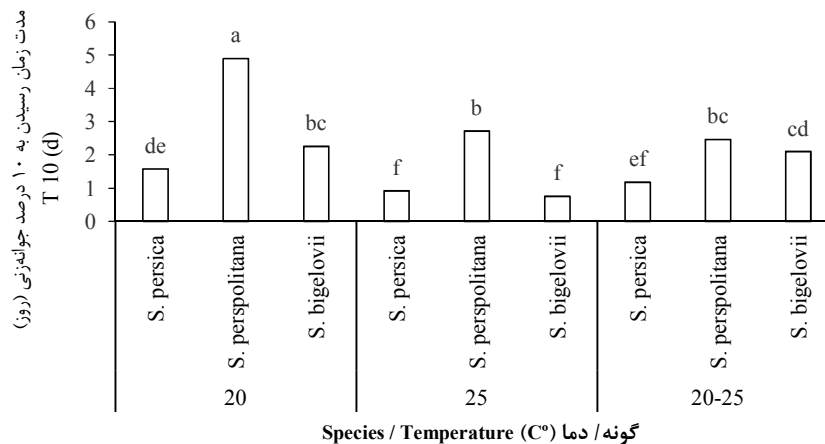 مدت زمان رسیدن به ۱۰ درصد جوانه‌زنی (روز)
T 10 (d)
6
5
4
3
2
1
0
de
a
bc
f
b
f
ef
bc
cd
S. persica
S. perspolitana
S. bigelovii
S. persica
S. perspolitana
S. bigelovii
S. persica
S. perspolitana
S. bigelovii
20
25
20-25
Species / Temperature (Cº) گونه/ دما